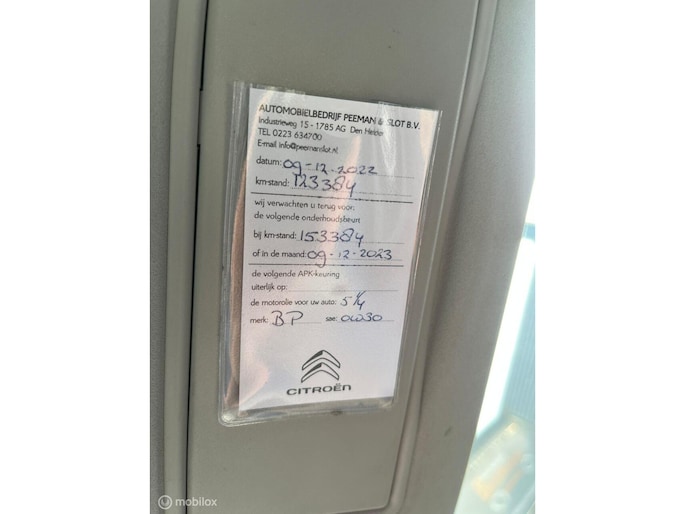 AUTOMOBIELBEDRIJF PEEMAN & SLOT B.V.
Industrieweg 15 - 1785 AG Den Helder
TEL 0223 634700
E-mail info@peemanslot.nl
datum: 09-12-2022
km-stand: 123384
wij verwachten u terug voor:
de volgende onderhoudsbeurt
bij km-stand: 153384
of in de maand: 09-12-2023
de volgende APK-keuring
uiterlijk op:
de motorolie voor uw auto: 5 1/4
merk: BP sae: 0W30
CITROËN
© mobilox